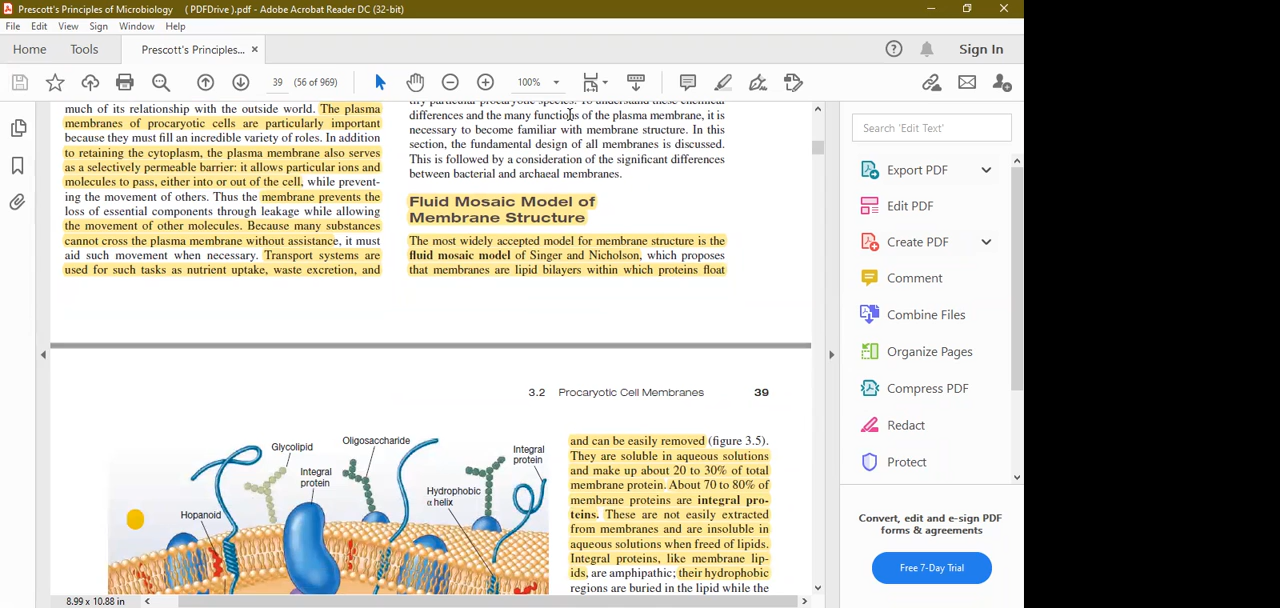 Prescott's Principles of Microbiology ( PDFDrive ).pdf - Adobe Acrobat Reader DC (32-bit)
File Edit View Sign Window Help
Home Tools Prescott's Principles... × Sign In
39 (56 of 969) 100%
much of its relationship with the outside world. The plasma
membranes of procaryotic cells are particularly important
because they must fill an incredible variety of roles. In addition
to retaining the cytoplasm, the plasma membrane also serves
as a selectively permeable barrier: it allows particular ions and
molecules to pass, either into or out of the cell, while prevent-
ing the movement of others. Thus the membrane prevents the
loss of essential components through leakage while allowing
the movement of other molecules. Because many substances
cannot cross the plasma membrane without assistance, it must
aid such movement when necessary. Transport systems are
used for such tasks as nutrient uptake, waste excretion, and
particular procaryotic species. To understand these chemical
differences and the many functions of the plasma membrane, it is
necessary to become familiar with membrane structure. In this
section, the fundamental design of all membranes is discussed.
This is followed by a consideration of the significant differences
between bacterial and archaeal membranes.
Fluid Mosaic Model of
Membrane Structure
The most widely accepted model for membrane structure is the
fluid mosaic model of Singer and Nicholson, which proposes
that membranes are lipid bilayers within which proteins float
3.2 Procaryotic Cell Membranes 39
Glycolipid
Oligosaccharide
Integral
protein
Integral
protein
Hydrophobic
α helix
Hopanoid
and can be easily removed (figure 3.5).
They are soluble in aqueous solutions
and make up about 20 to 30% of total
membrane protein. About 70 to 80% of
membrane proteins are integral pro-
teins. These are not easily extracted
from membranes and are insoluble in
aqueous solutions when freed of lipids.
Integral proteins, like membrane lip-
ids, are amphipathic; their hydrophobic
regions are buried in the lipid while the
8.99 x 10.88 in
Search 'Edit Text'
Export PDF
Edit PDF
Create PDF
Comment
Combine Files
Organize Pages
Compress PDF
Redact
Protect
Convert, edit and e-sign PDF
forms & agreements
Free 7-Day Trial